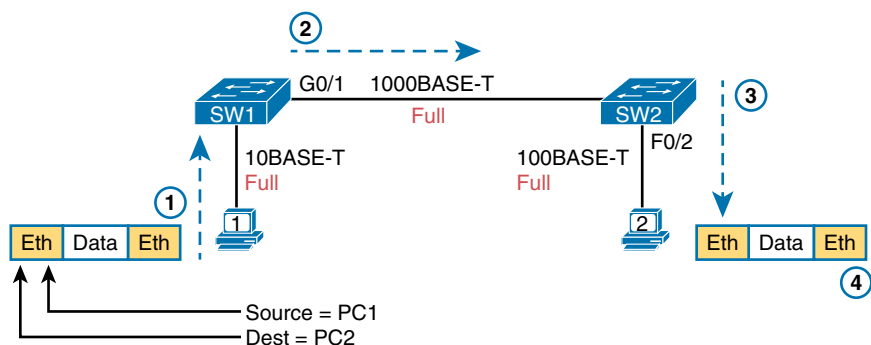 2
G0/1 1000BASE-T
3
SW1
Full
SW2
10BASE-T
Full
100BASE-T
Full
F0/2
1
1
2
Eth Data Eth
Eth Data Eth
4
Source = PC1
Dest = PC2